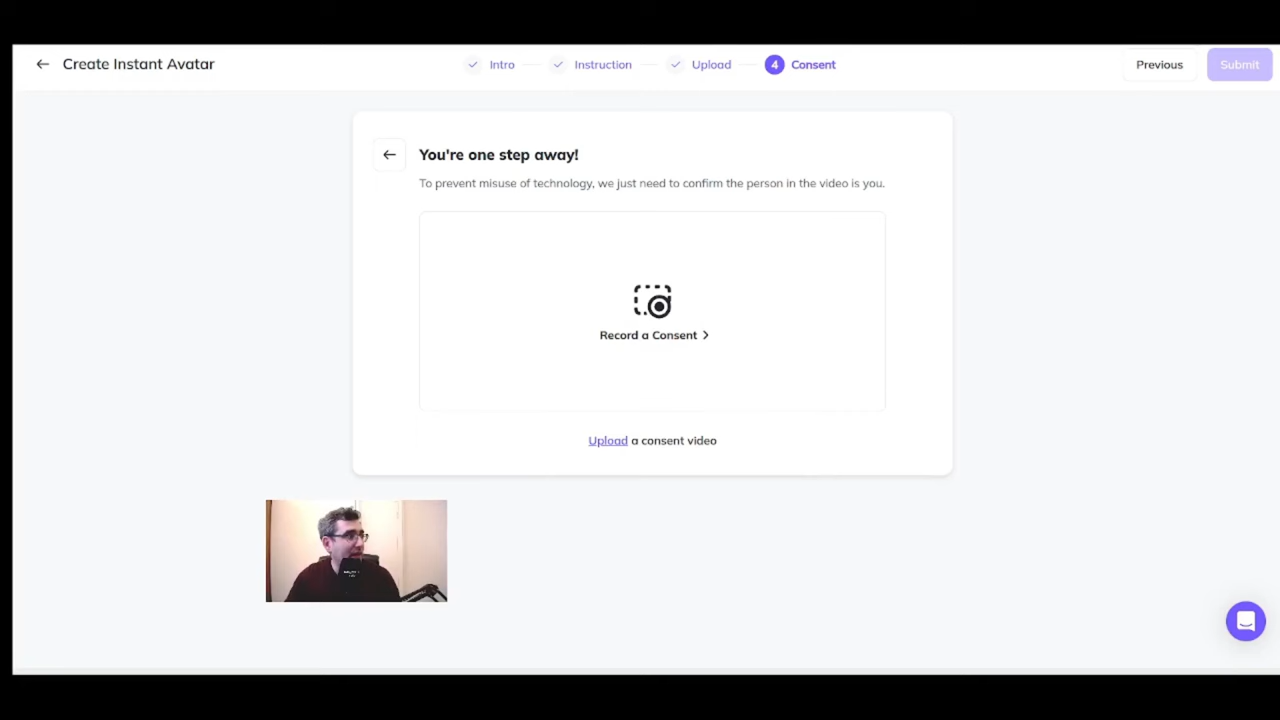 Create Instant Avatar
Intro
Instruction
Upload
4 Consent
Previous
Submit
You're one step away!
To prevent misuse of technology, we just need to confirm the person in the video is you.
Record a Consent
Upload a consent video